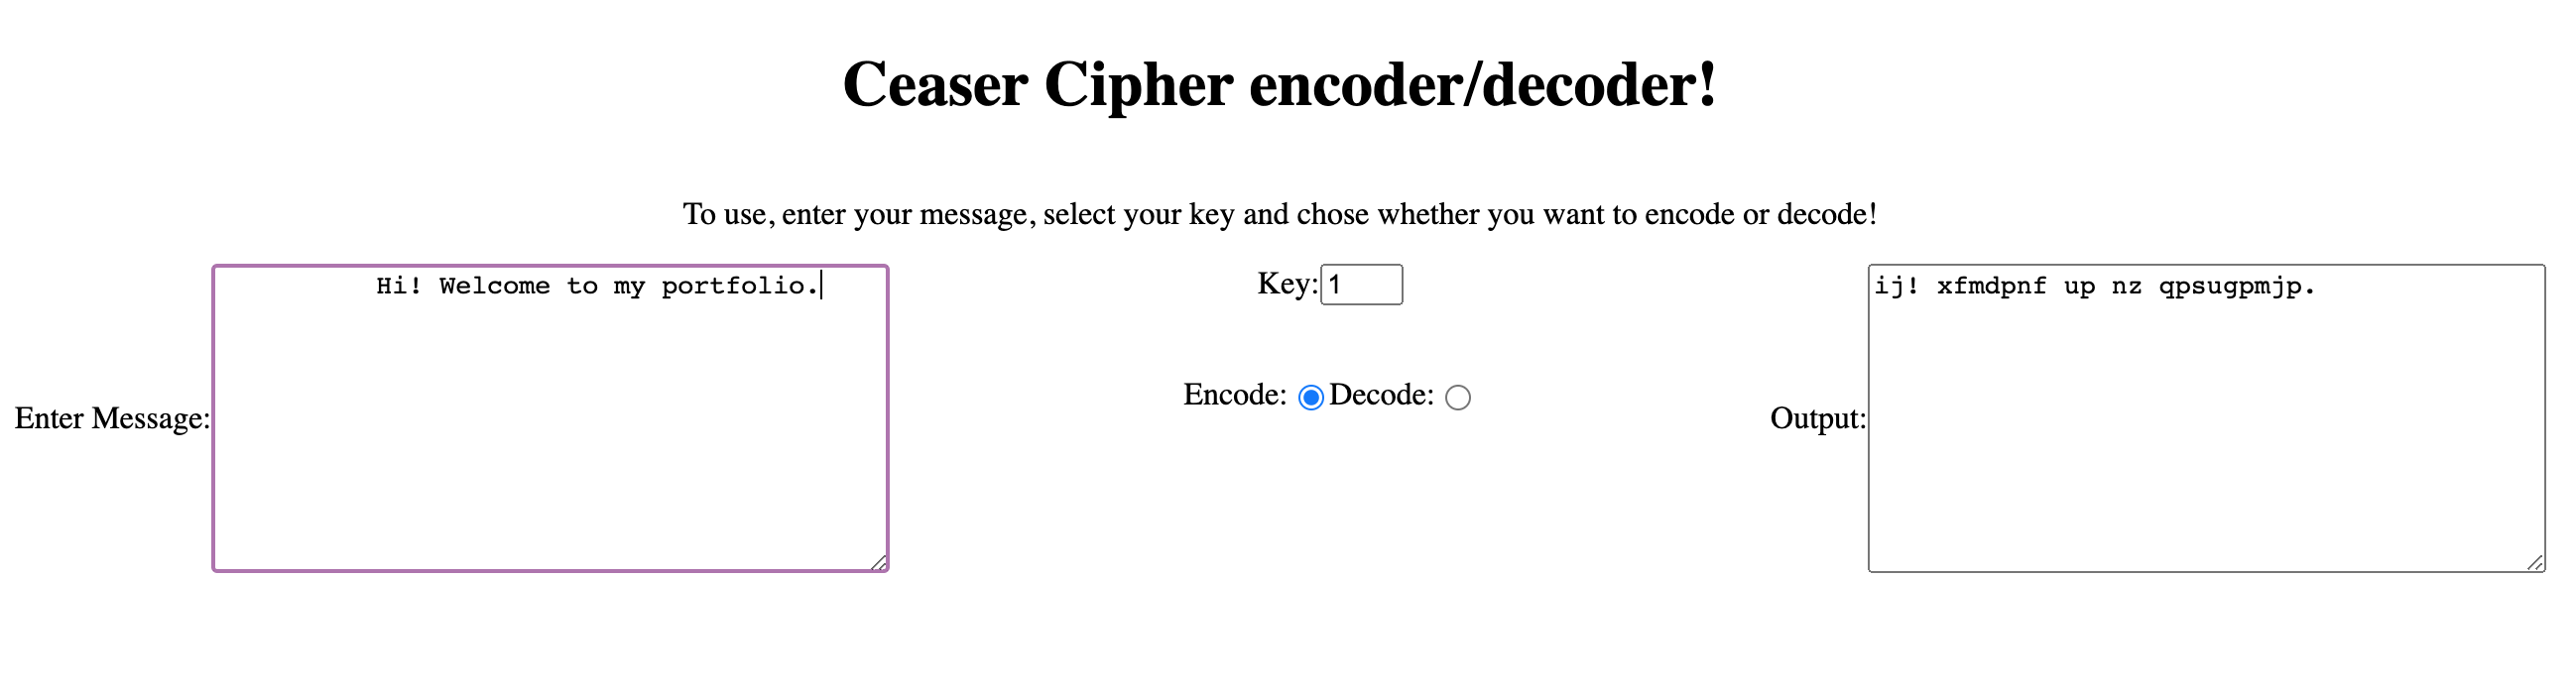 Ceaser Cipher encoder/decoder!
To use, enter your message, select your key and chose whether you want to encode or decode!
Enter Message:
Hi! Welcome to my portfolio.
Key: 1
Encode: Decode:
Output:
ij! xfmdpnf up nz qpsugpmjp.